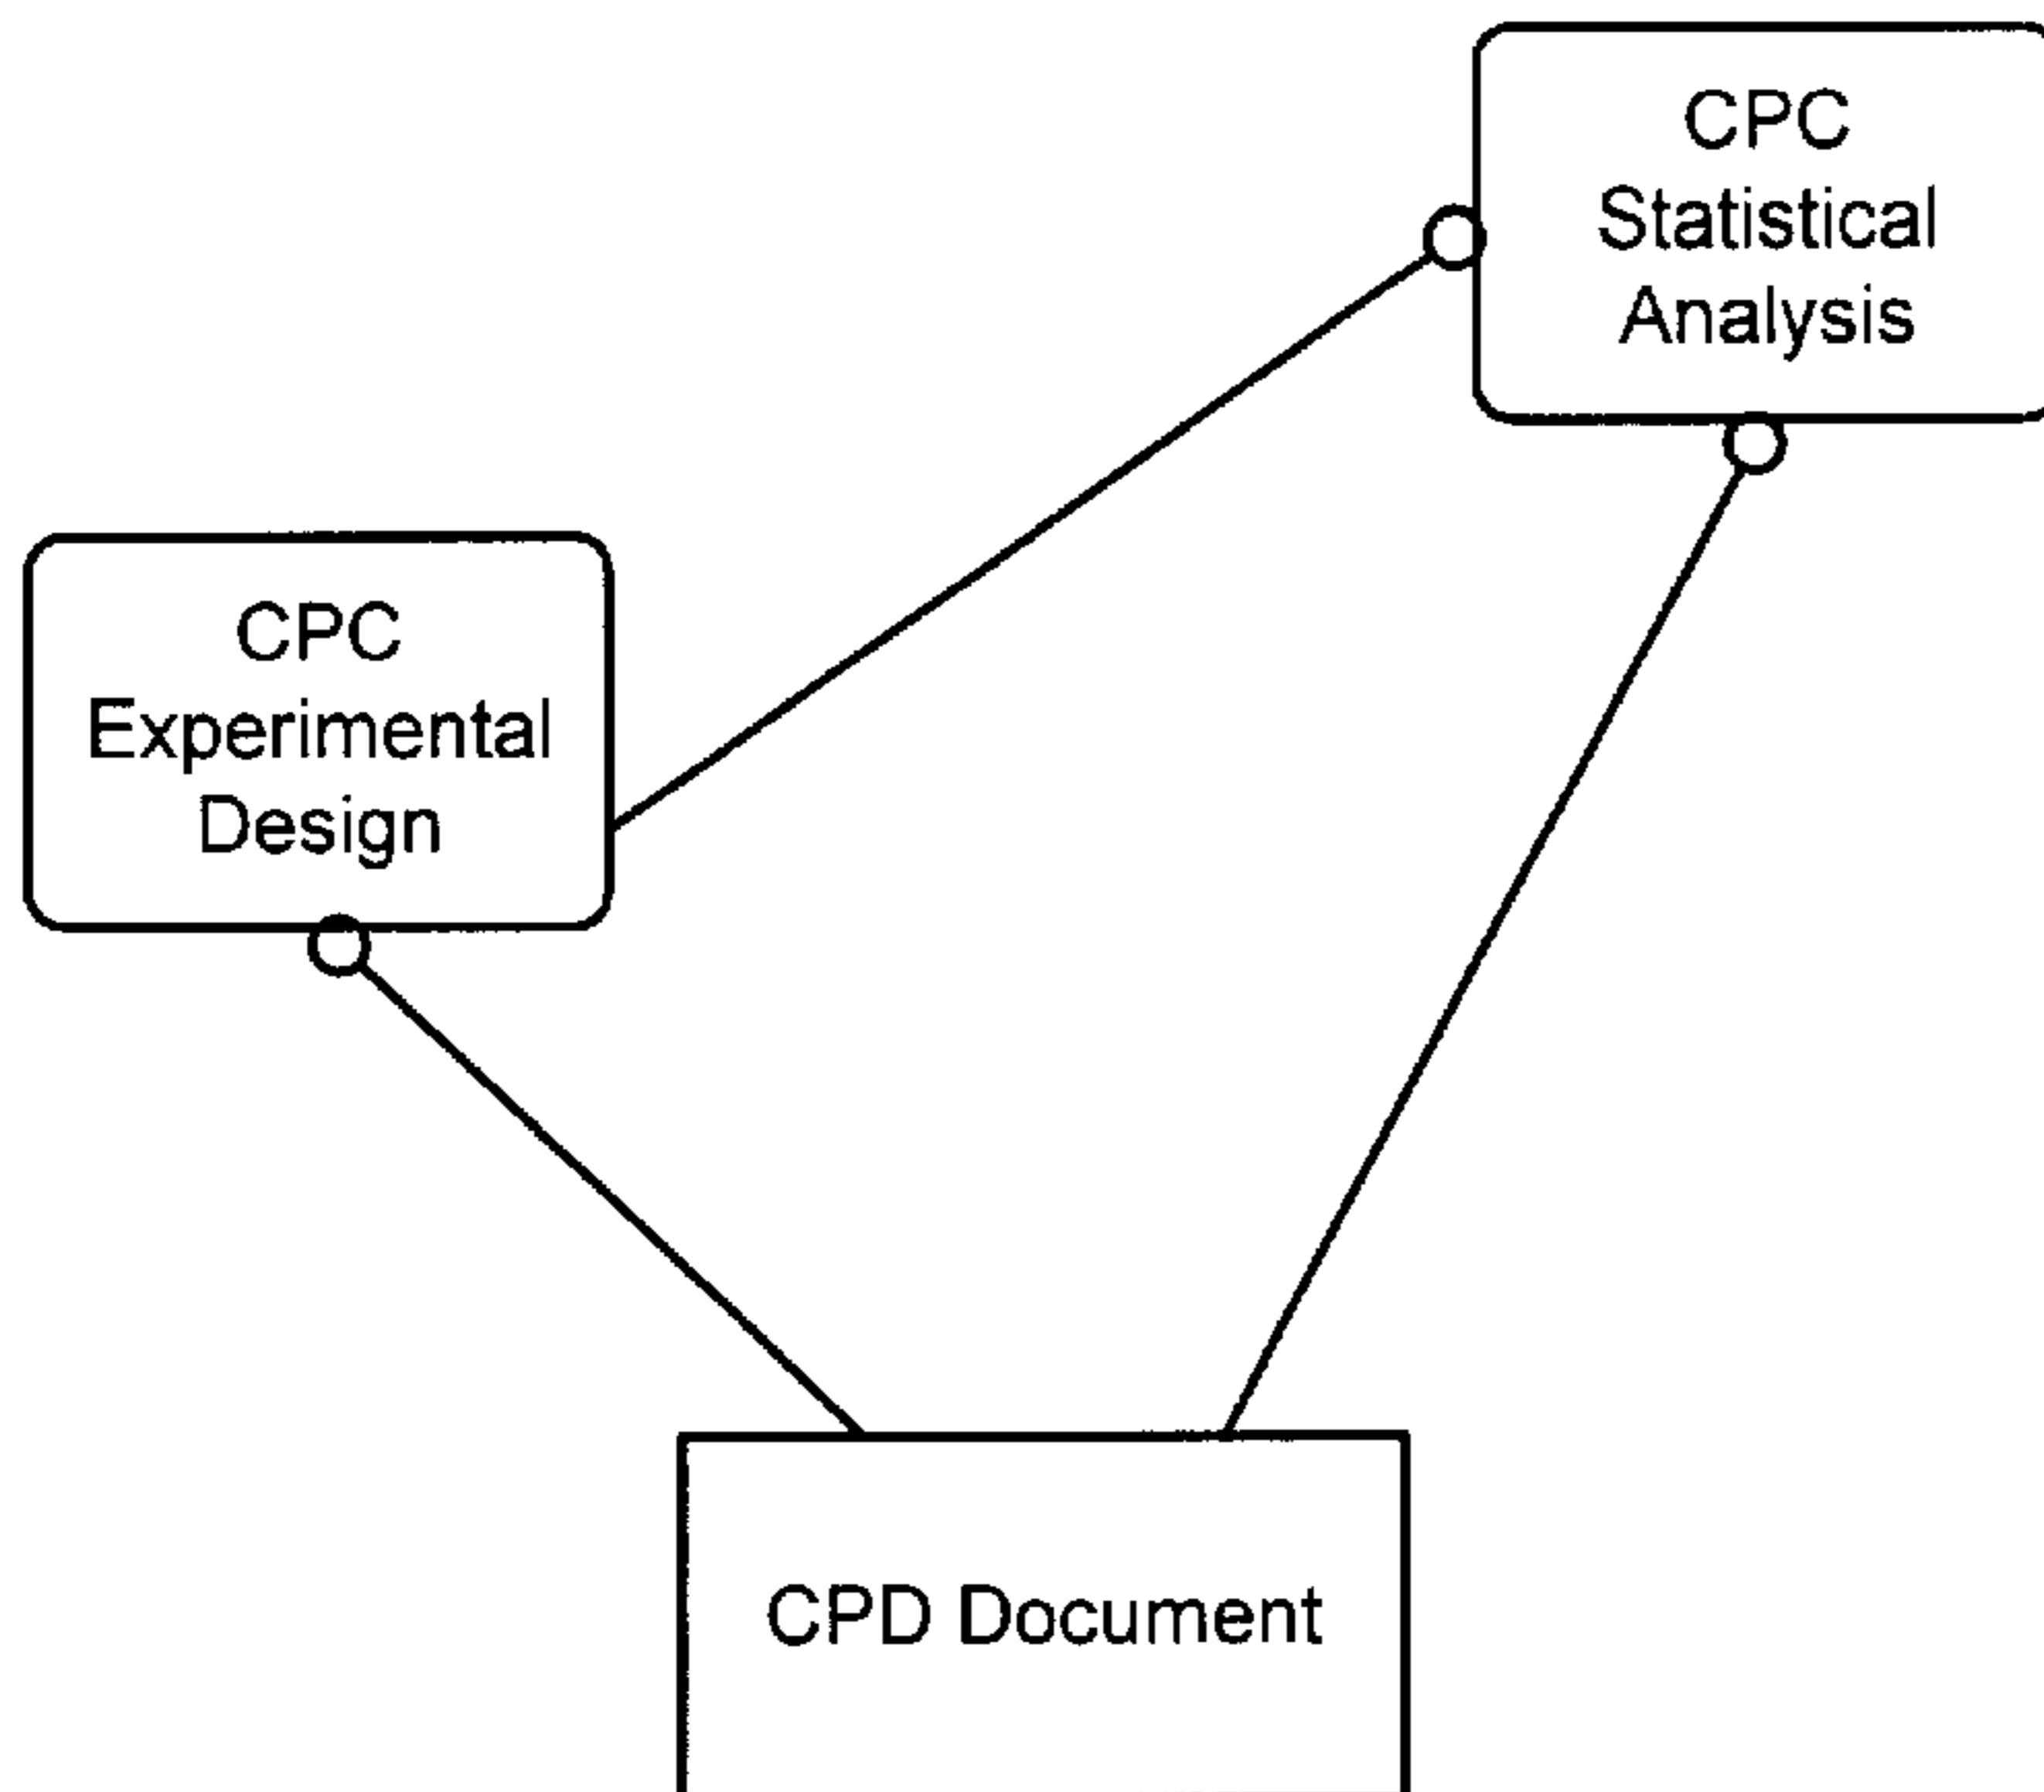 CPC
Statistical
Analysis
CPC
Experimental
Design
CPD Document